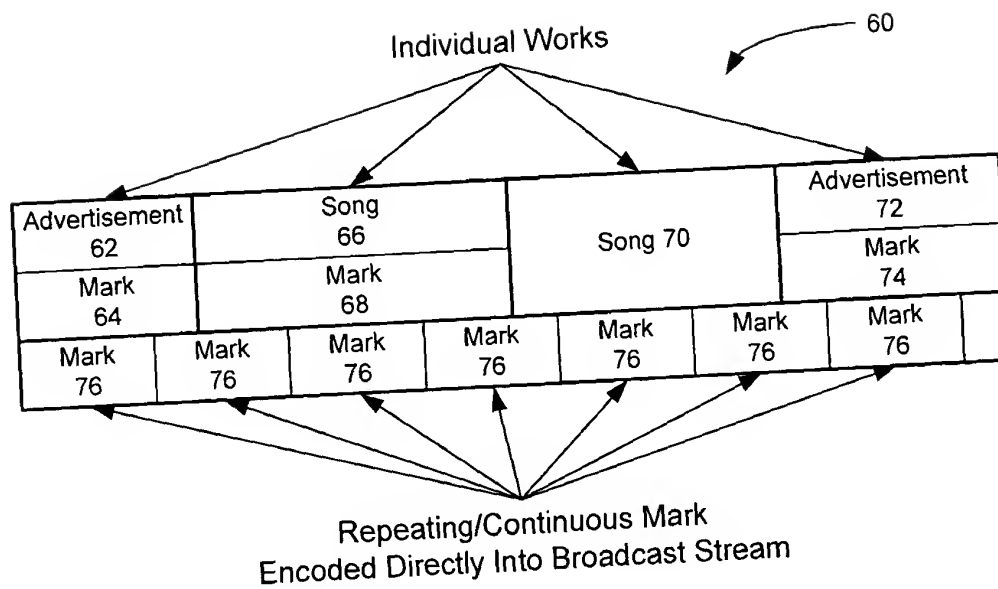 60
Individual Works
Advertisement
62
Song
66
Song 70
Advertisement
72
Mark
64
Mark
68
Mark
74
Mark
76
Mark
76
Mark
76
Mark
76
Mark
76
Mark
76
Mark
76
Repeating/Continuous Mark
Encoded Directly Into Broadcast Stream